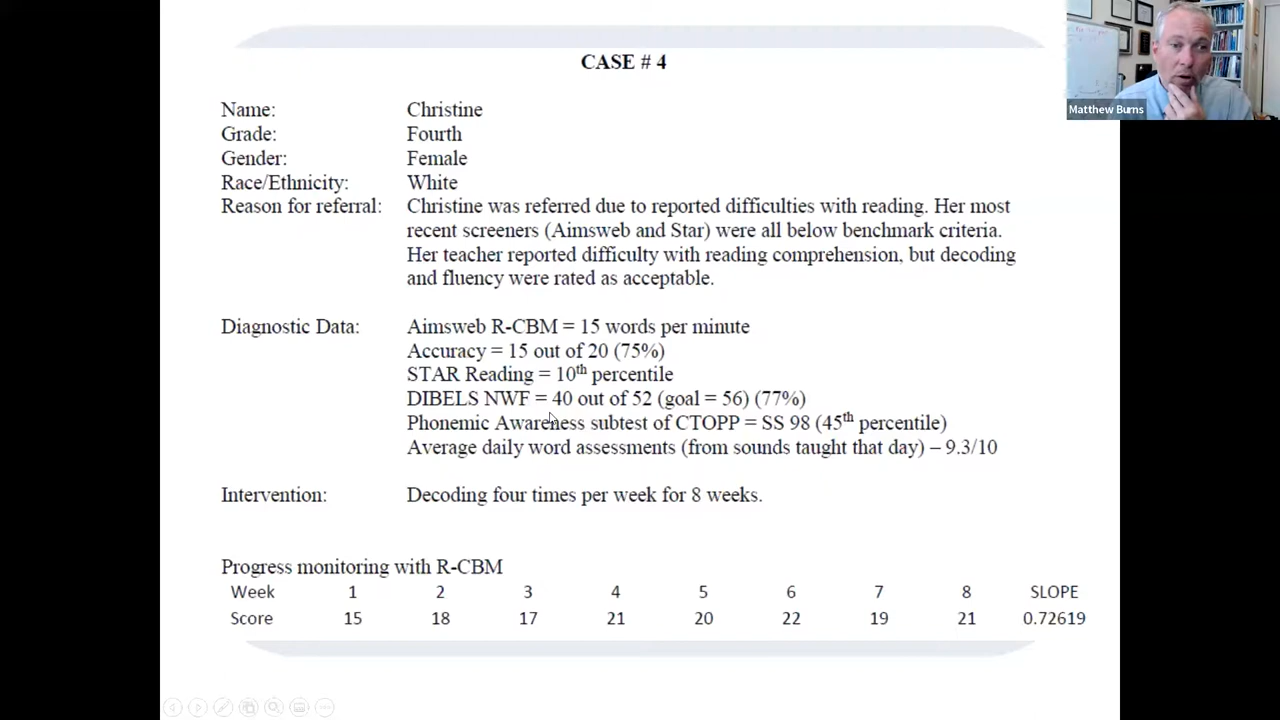 CASE # 4
Matthew Burns
Name: Christine
Grade: Fourth
Gender: Female
Race/Ethnicity: White
Reason for referral: Christine was referred due to reported difficulties with reading. Her most
recent screeners (Aimsweb and Star) were all below benchmark criteria.
Her teacher reported difficulty with reading comprehension, but decoding
and fluency were rated as acceptable.
Diagnostic Data: Aimsweb R-CBM = 15 words per minute
Accuracy = 15 out of 20 (75%)
STAR Reading = 10th percentile
DIBELS NWF = 40 out of 52 (goal = 56) (77%)
Phonemic Awareness subtest of CTOPP = SS 98 (45th percentile)
Average daily word assessments (from sounds taught that day) – 9.3/10
Intervention: Decoding four times per week for 8 weeks.
Progress monitoring with R-CBM
Week 1 2 3 4 5 6 7 8 SLOPE
Score 15 18 17 21 20 22 19 21 0.72619